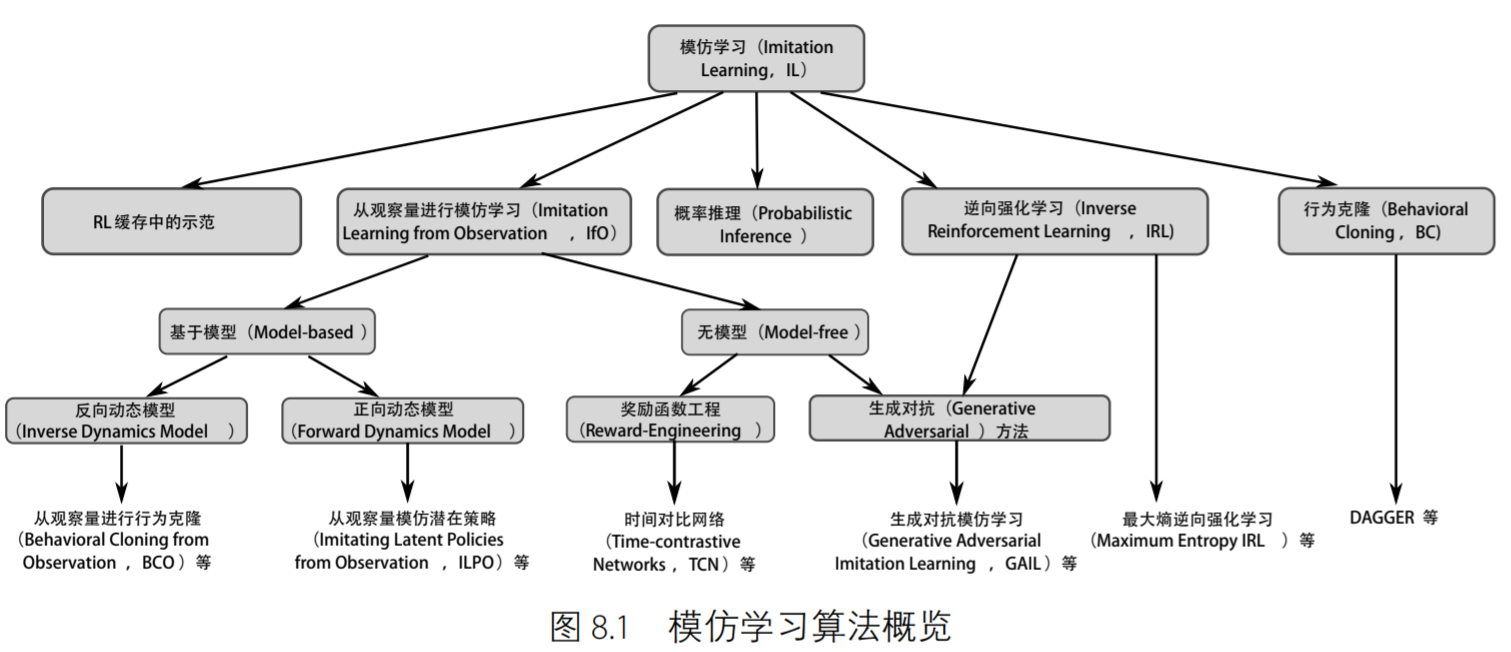 模仿学习（Imitation
Learning，IL）
RL 缓存中的示范
从观察量进行模仿学习（Imitation
Learning from Observation ，IfO）
概率推理（Probabilistic
Inference ）
逆向强化学习（Inverse
Reinforcement Learning ，IRL)
行为克隆（Behavioral
Cloning，BC)
基于模型（Model-based ）
无模型（Model-free ）
反向动态模型
（Inverse Dynamics Model ）
正向动态模型
（Forward Dynamics Model ）
奖励函数工程
（Reward-Engineering ）
生成对抗（Generative
Adversarial ）方法
从观察量进行行为克隆
（Behavioral Cloning from
Observation ，BCO）等
从观察量模仿潜在策略
（Imitating Latent Policies
from Observation ，ILPO）等
时间对比网络
（Time-contrastive
Networks，TCN）等
生成对抗模仿学习
（Generative Adversarial
Imitation Learning ，GAIL）等
最大熵逆向强化学习
（Maximum Entropy IRL ）等
DAGGER 等
图 8.1 模仿学习算法概览